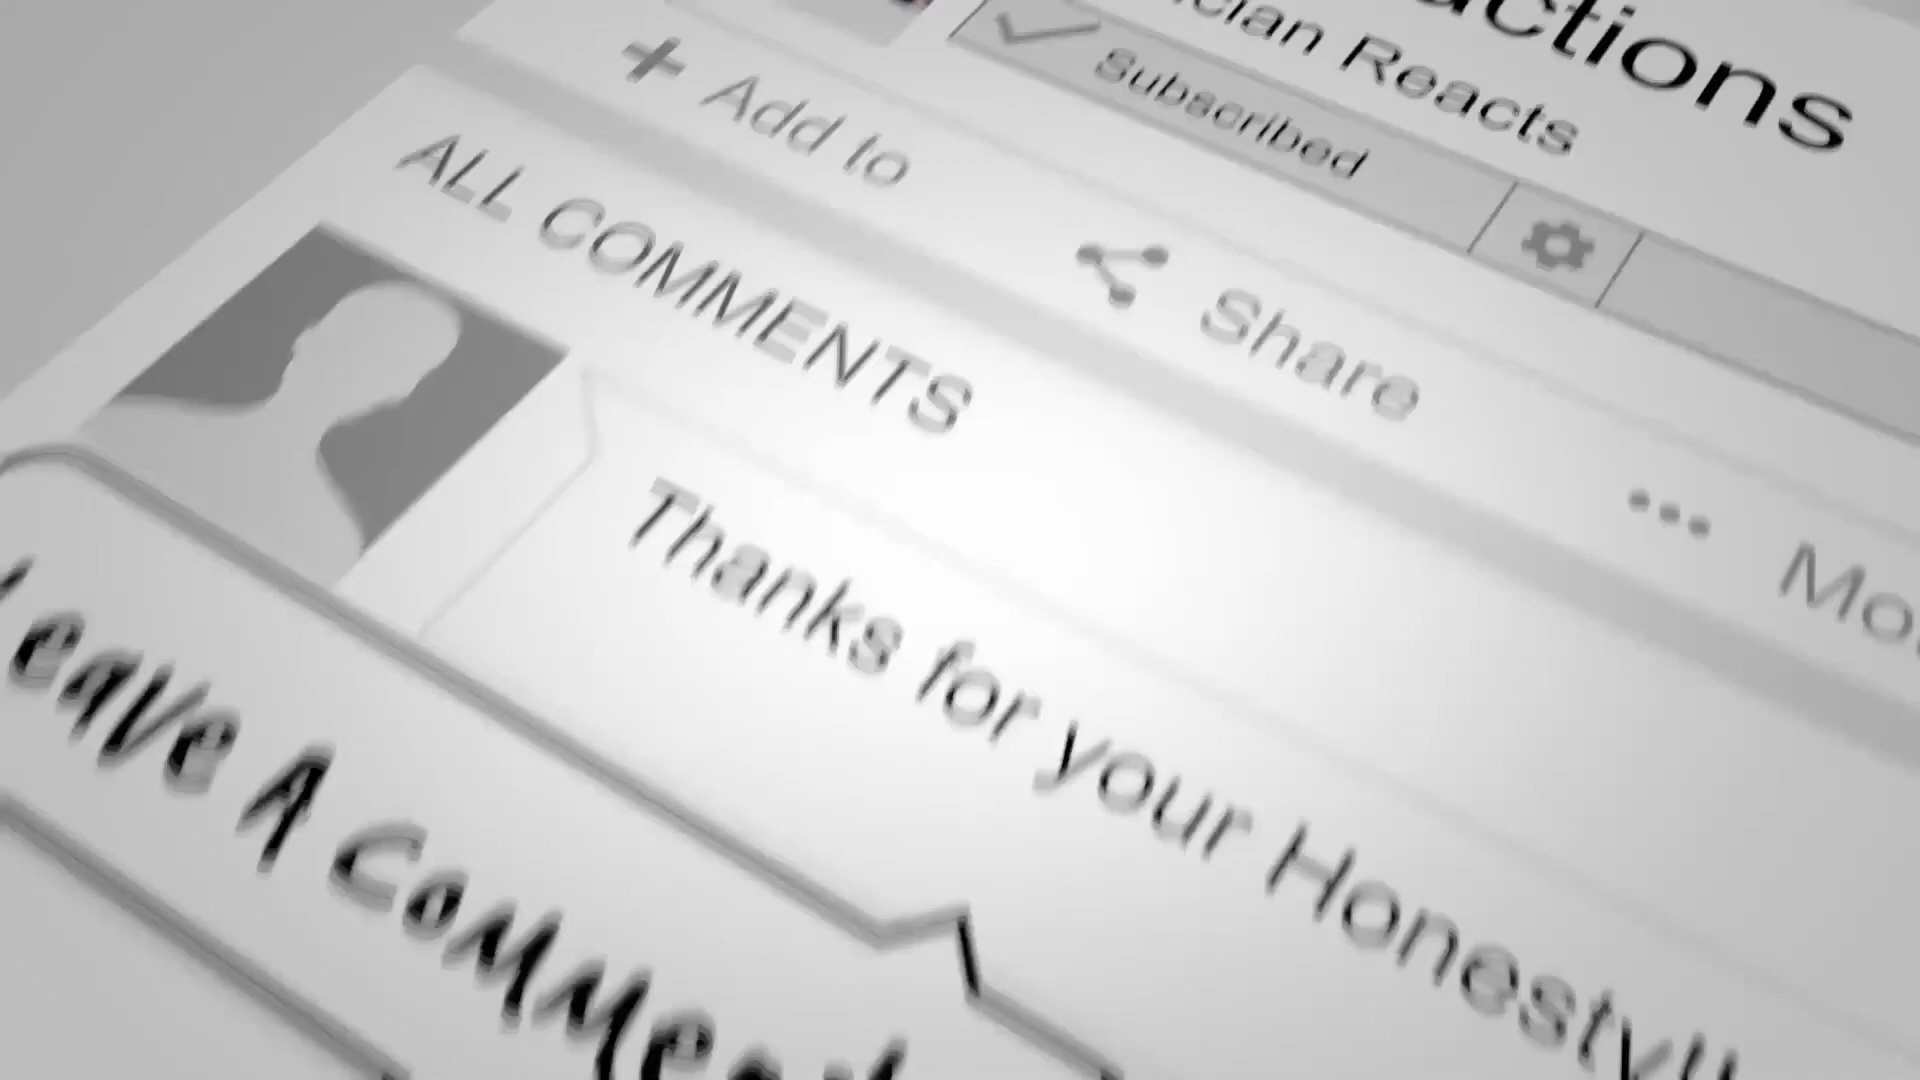 Reacts
Subscribed
Add to
Share
ALL COMMENTS
Thanks for your Honesty!!
Leave A Comment